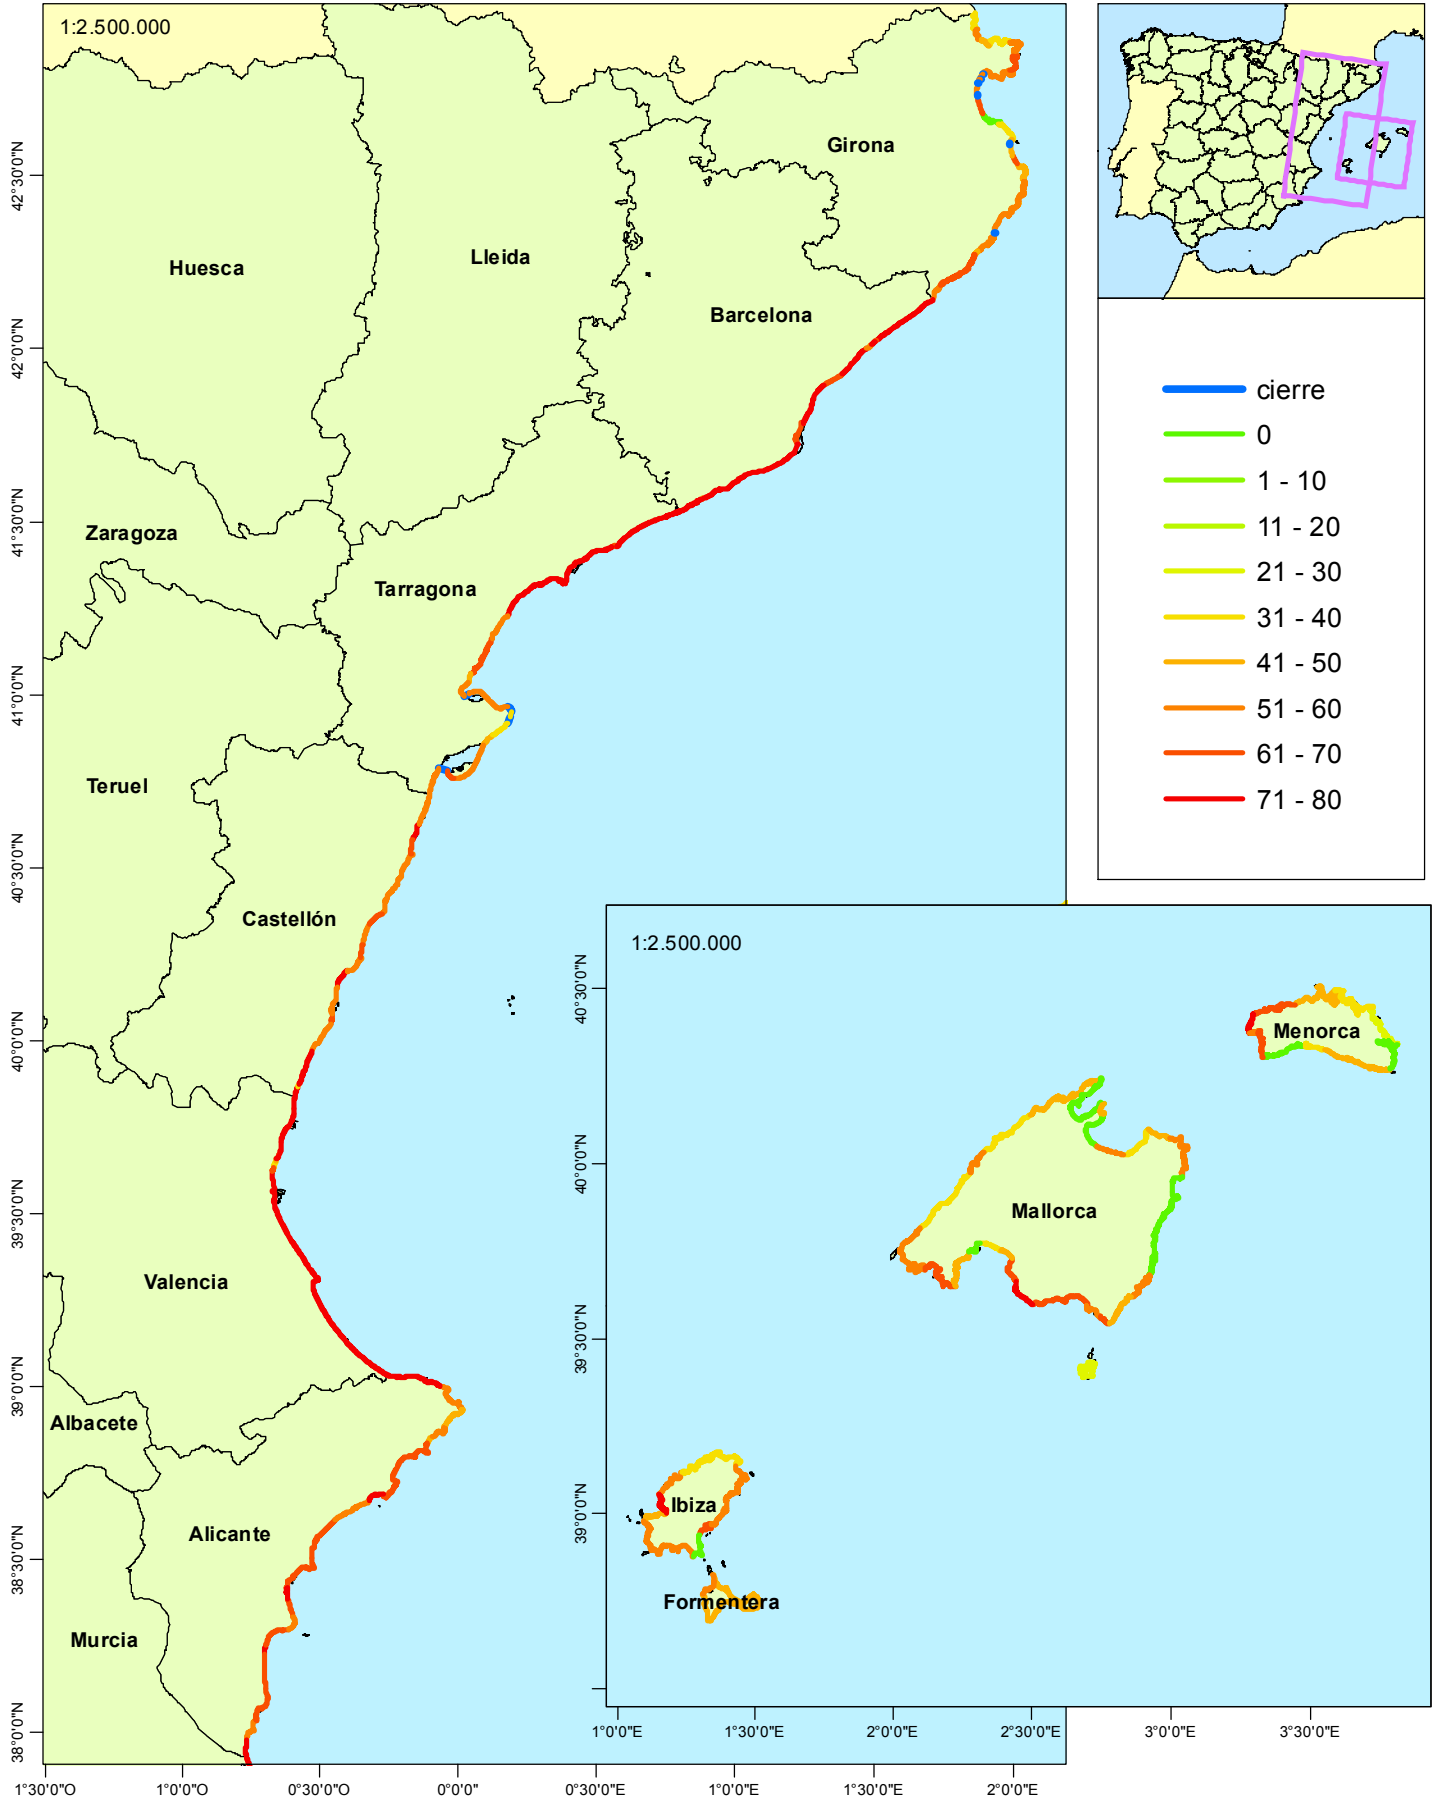 1:2.500.000
Girona
Lleida
Huesca
Barcelona
Zaragoza
Tarragona
Teruel
Castellón
Valencia
Albacete
Alicante
Murcia
42°30'0"N
42°0'0"N
41°30'0"N
41°0'0"N
40°30'0"N
40°0'0"N
39°30'0"N
39°0'0"N
38°30'0"N
38°0'0"N
1°30'0"O
1°0'0"O
0°30'0"O
0°0'0"
0°30'0"E
1°0'0"E
1°30'0"E
2°0'0"E
cierre
0
1 - 10
11 - 20
21 - 30
31 - 40
41 - 50
51 - 60
61 - 70
71 - 80
1:2.500.000
Menorca
Mallorca
Ibiza
Formentera
40°30'0"N
40°0'0"N
39°30'0"N
39°0'0"N
1°0'0"E
1°30'0"E
2°0'0"E
2°30'0"E
3°0'0"E
3°30'0"E